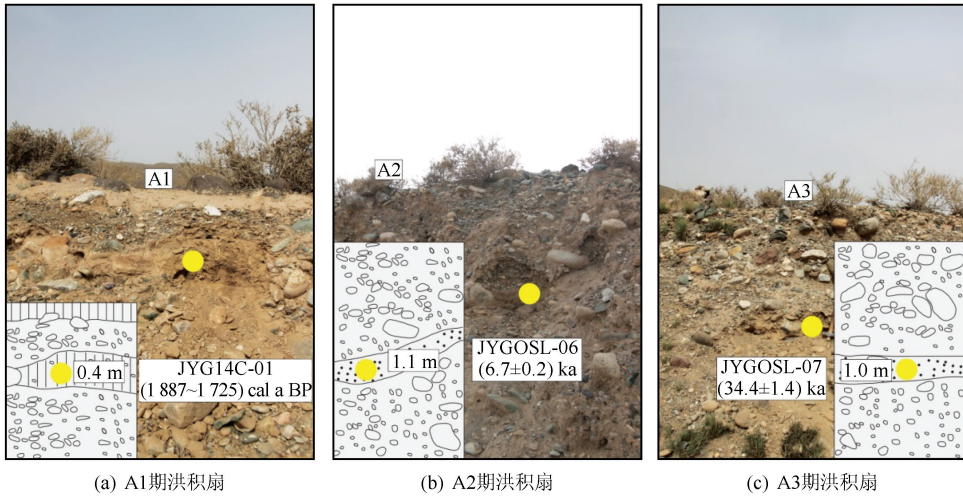 A1
0.4 m
JYG14C-01
(1 887~1 725) cal a BP
(a) A1期洪积扇
A2
1.1 m
JYGOSL-06
(6.7±0.2) ka
(b) A2期洪积扇
A3
JYGOSL-07
(34.4±1.4) ka
1.0 m
(c) A3期洪积扇